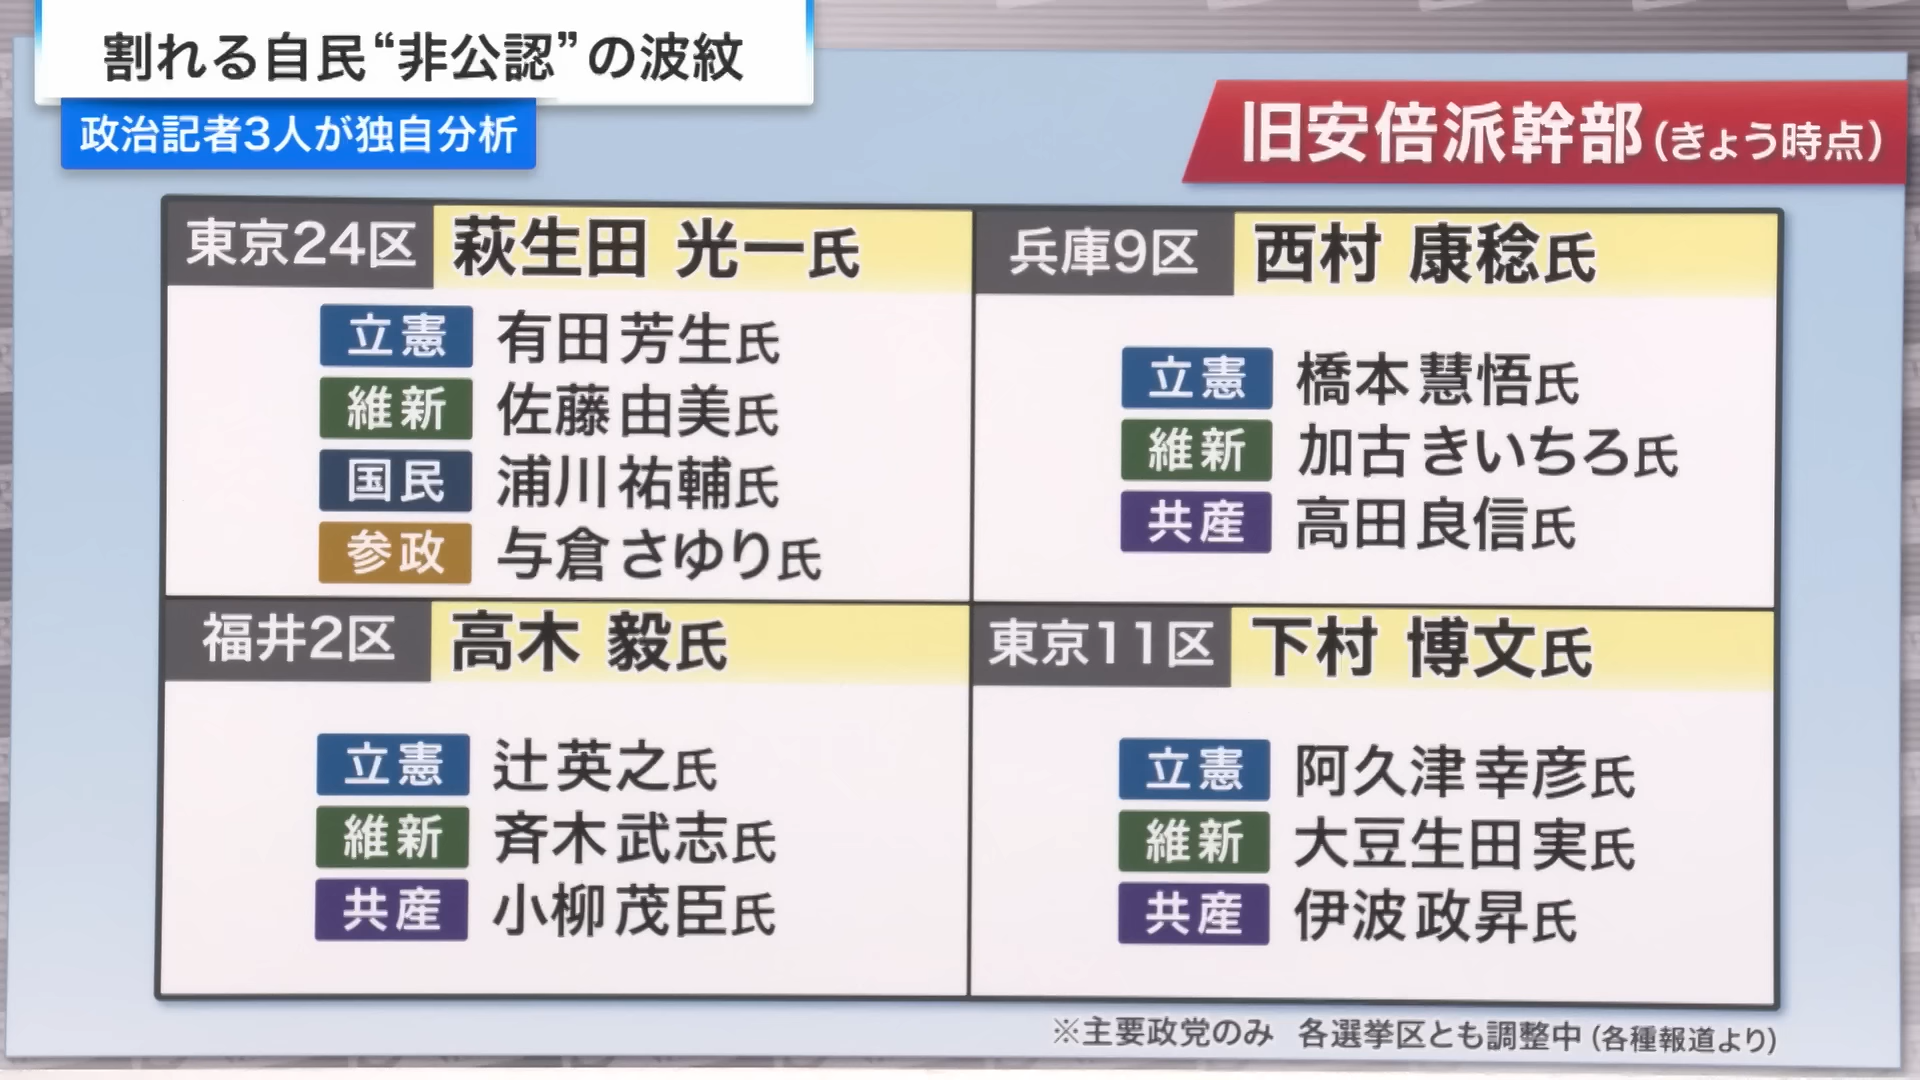 割れる自民“非公認”の波紋
政治記者3人が独自分析
旧安倍派幹部(きょう時点)
東京24区 萩生田 光一氏
立憲 有田芳生氏
維新 佐藤由美氏
国民 浦川祐輔氏
参政 与倉さゆり氏
兵庫9区 西村 康稔氏
立憲 橋本慧悟氏
維新 加古きいちろ氏
共産 高田良信氏
福井2区 高木 毅氏
立憲 辻英之氏
維新 斉木武志氏
共産 小柳茂臣氏
東京11区 下村 博文氏
立憲 阿久津幸彦氏
維新 大豆生田実氏
共産 伊波政昇氏
※主要政党のみ 各選挙区とも調整中(各種報道より)